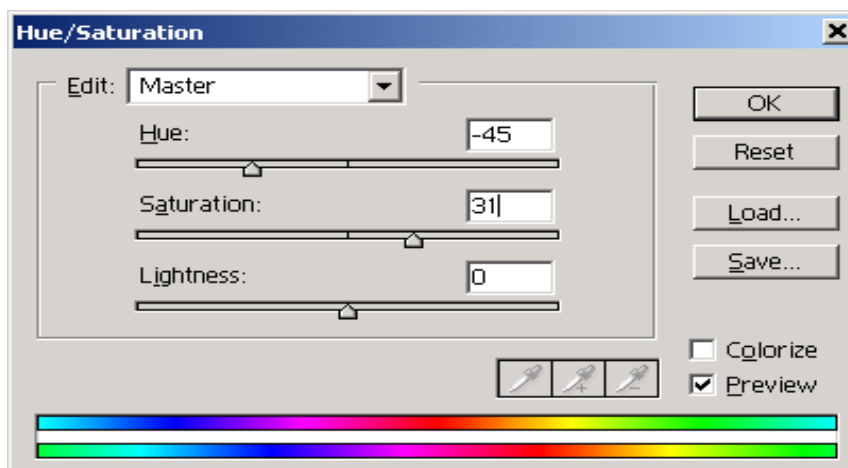 Hue/Saturation
Edit: Master
Hue: -45
Saturation: 31
Lightness: 0
OK
Reset
Load...
Save...
Colorize
Preview